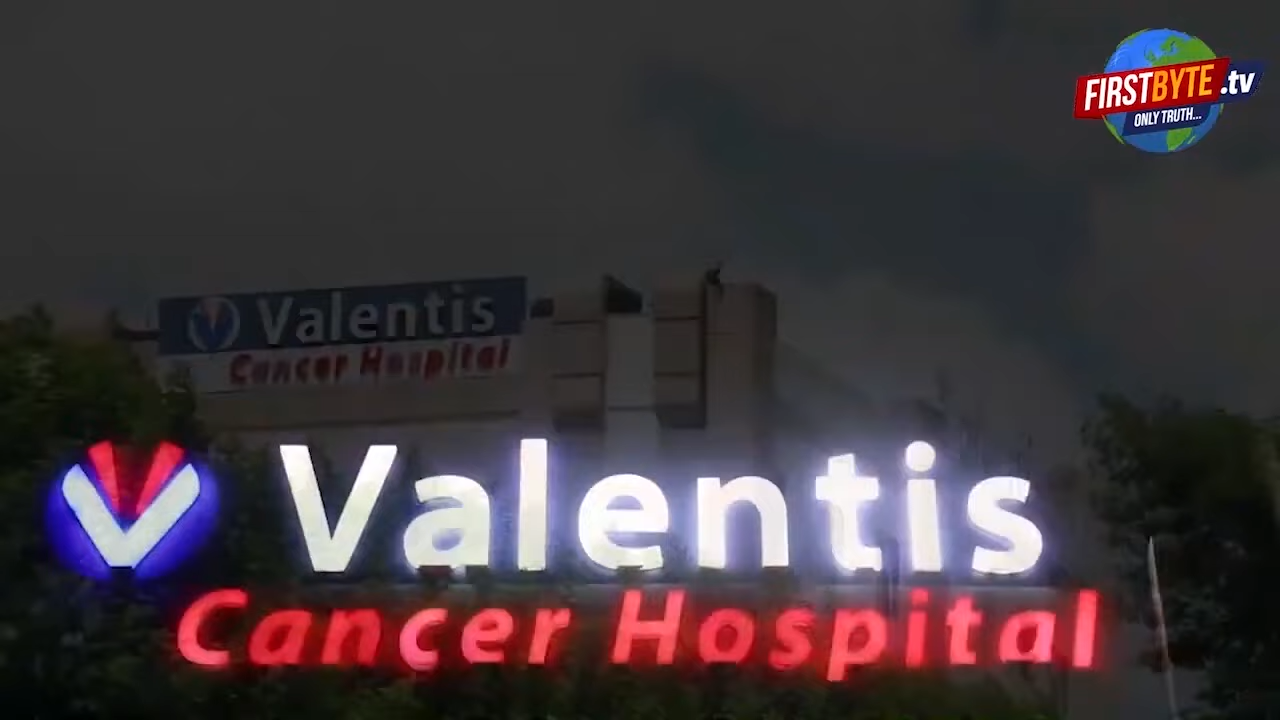 FIRSTBYTE.tv
ONLY TRUTH...
Valentis
Cancer Hospital
Valentis
Cancer Hospital